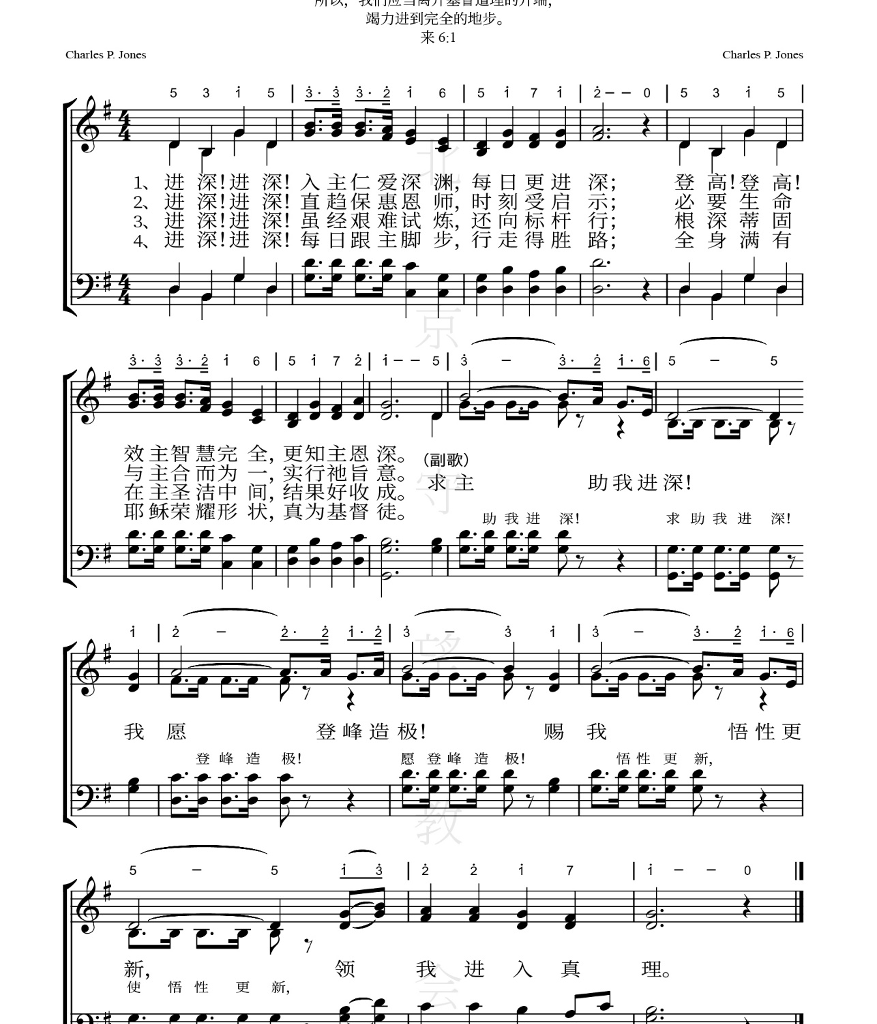 所以，我们应当离开基督道理的开端，
竭力进到完全的地步。
来 6:1
Charles P. Jones Charles P. Jones
5 3 i 5 | 3· 3 3· 2 i 6 | 5 i 7 i | 2 – – 0 | 5 3 i 5 |
1、进 深！进 深！入 主 仁 爱 深 渊，每 日 更 进 深； 登 高！登 高！
2、进 深！进 深！直 趋 保 惠 恩 师，时 刻 受 启 示； 必 要 生 命
3、进 深！进 深！虽 经 艰 难 试 炼，还 向 标 杆 行； 根 深 蒂 固
4、进 深！进 深！每 日 跟 主 脚 步，行 走 得 胜 路； 全 身 满 有
3· 3 3· 2 i 6 | 5 i 7 2 | i – – 5 | 3 – 3· 2 i· 6 | 5 – 5
效 主 智 慧 完 全，更 知 主 恩 深。
与 主 合 而 为 一，实 行 祂 旨 意。
在 主 圣 洁 中 间，结 果 好 收 成。
耶 稣 荣 耀 形 状，真 为 基 督 徒。
（副歌）
求 主 助 我 进 深！
助 我 进 深！ 求 助 我 进 深！
i | 2 – 2· 2 i· 2 | 3 – 3 i | 3 – 3· 2 i· 6 |
我 愿 登 峰 造 极！ 赐 我 悟 性 更
登 峰 造 极！ 愿 登 峰 造 极！ 悟 性 更 新，
5 – 5 i 3 | 2 2 i 7 | i – – 0
新， 领 我 进 入 真 理。
使 悟 性 更 新，
北京守望教会